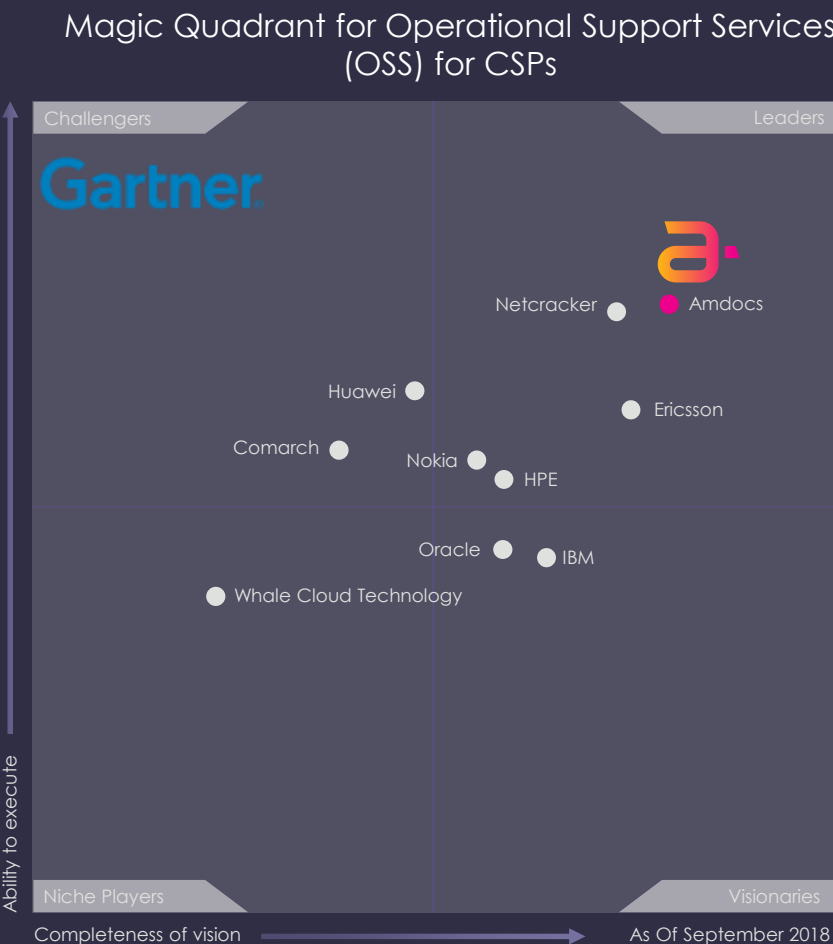 Magic Quadrant for Operational Support Services
(OSS) for CSPs
Challengers
Leaders
Gartner®
a
Netcracker
Amdocs
Huawei
Ericsson
Comarch
Nokia
HPE
Oracle
IBM
Whale Cloud Technology
Ability to execute
Niche Players
Visionaries
Completeness of vision
As Of September 2018